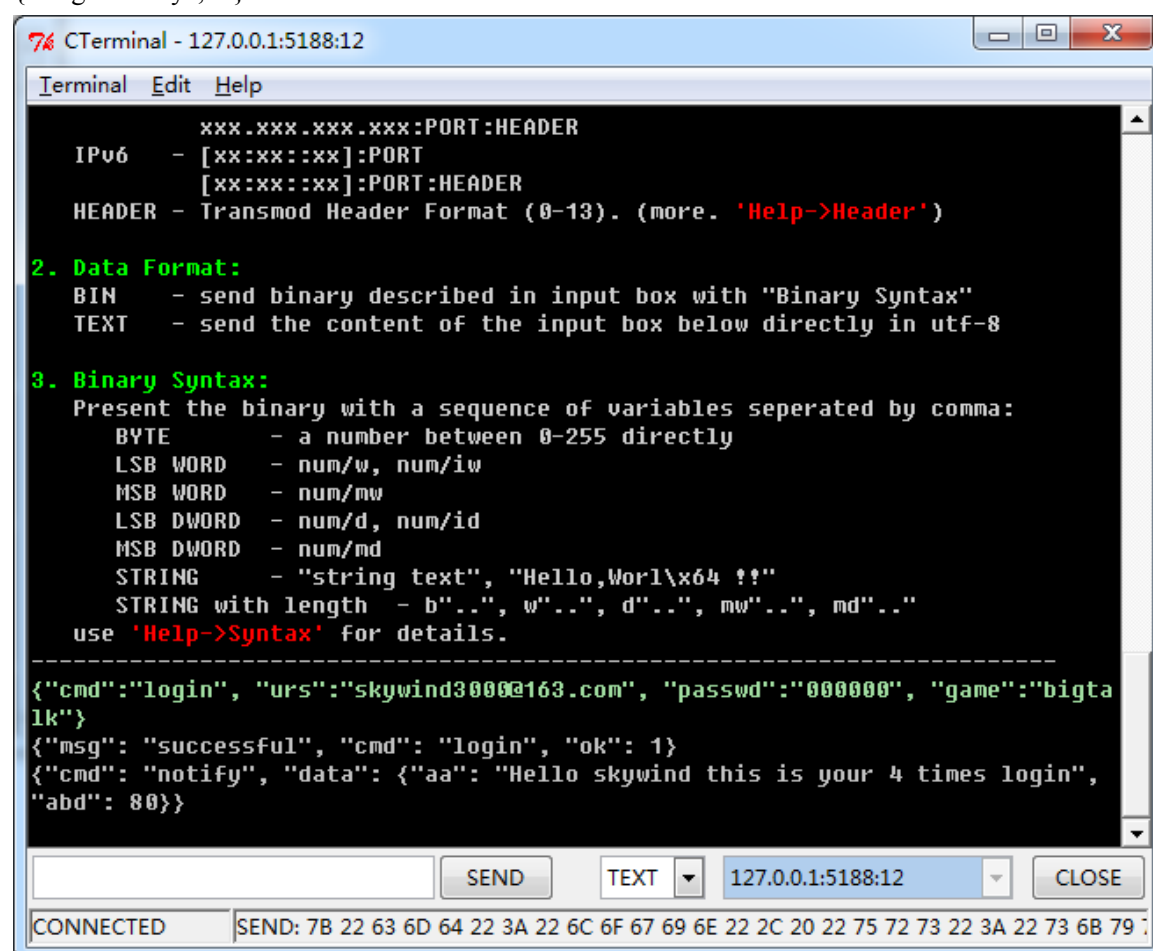 CTerminal - 127.0.0.1:5188:12
Terminal Edit Help
xxx.xxx.xxx.xxx:PORT:HEADER
IPv6 - [xx:xx::xx]:PORT
[xx:xx::xx]:PORT:HEADER
HEADER - Transmod Header Format (0-13). (more. 'Help->Header')
2. Data Format:
BIN - send binary described in input box with "Binary Syntax"
TEXT - send the content of the input box below directly in utf-8
3. Binary Syntax:
Present the binary with a sequence of variables seperated by comma:
BYTE - a number between 0-255 directly
LSB WORD - num/w, num/iw
MSB WORD - num/mw
LSB DWORD - num/d, num/id
MSB DWORD - num/md
STRING - "string text", "Hello,Worl\x64 !!"
STRING with length - b"..", w"..", d"..", mw"..", md".."
use 'Help->Syntax' for details.
-------------------------------------------------------------------------
{"cmd":"login", "urs":"skywind3000@163.com", "passwd":"000000", "game":"bigta
lk"}
{"msg": "successful", "cmd": "login", "ok": 1}
{"cmd": "notify", "data": {"aa": "Hello skywind this is your 4 times login",
"abd": 80}}
SEND TEXT 127.0.0.1:5188:12 CLOSE
CONNECTED SEND: 7B 22 63 6D 64 22 3A 22 6C 6F 67 69 6E 22 2C 20 22 75 72 73 22 3A 22 73 6B 79